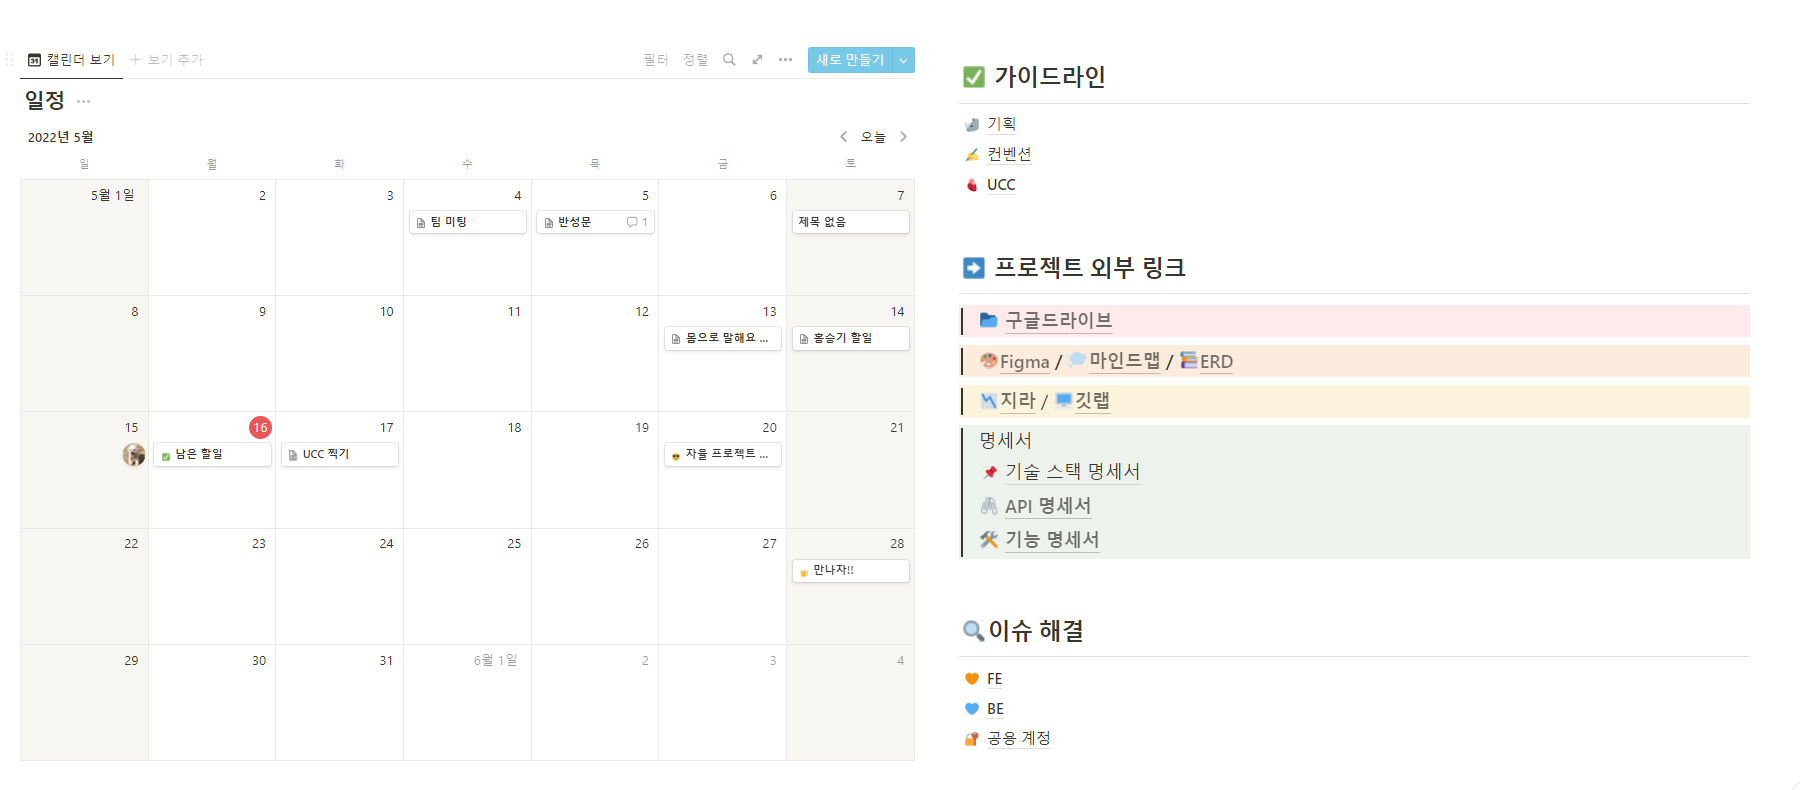 캘린더 보기 보기 추가 필터 정렬 새로 만들기
일정
2022년 5월 오늘
일 월 화 수 목 금 토
5월 1일 2 3 4 5 6 7
팀 미팅 반성문 1 제목 없음
8 9 10 11 12 13 14
몸으로 말해요 ... 홍승기 할일
15 16 17 18 19 20 21
남은 할일 UCC 찍기 자율 프로젝트 ...
22 23 24 25 26 27 28
만나자!!
29 30 31 6월 1일 2 3 4
가이드라인
기획
컨벤션
UCC
프로젝트 외부 링크
구글드라이브
Figma / 마인드맵 / ERD
지라 / 깃랩
명세서
기술 스택 명세서
API 명세서
기능 명세서
이슈 해결
FE
BE
공용 계정